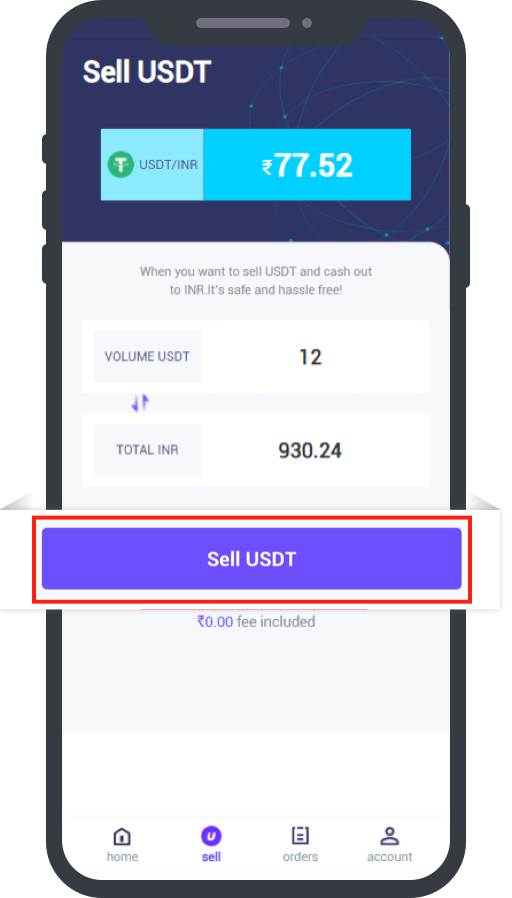 Sell USDT
USDT/INR
₹77.52
When you want to sell USDT and cash out
to INR.It's safe and hassle free!
VOLUME USDT
12
TOTAL INR
930.24
Sell USDT
₹0.00 fee included
home
sell
orders
account